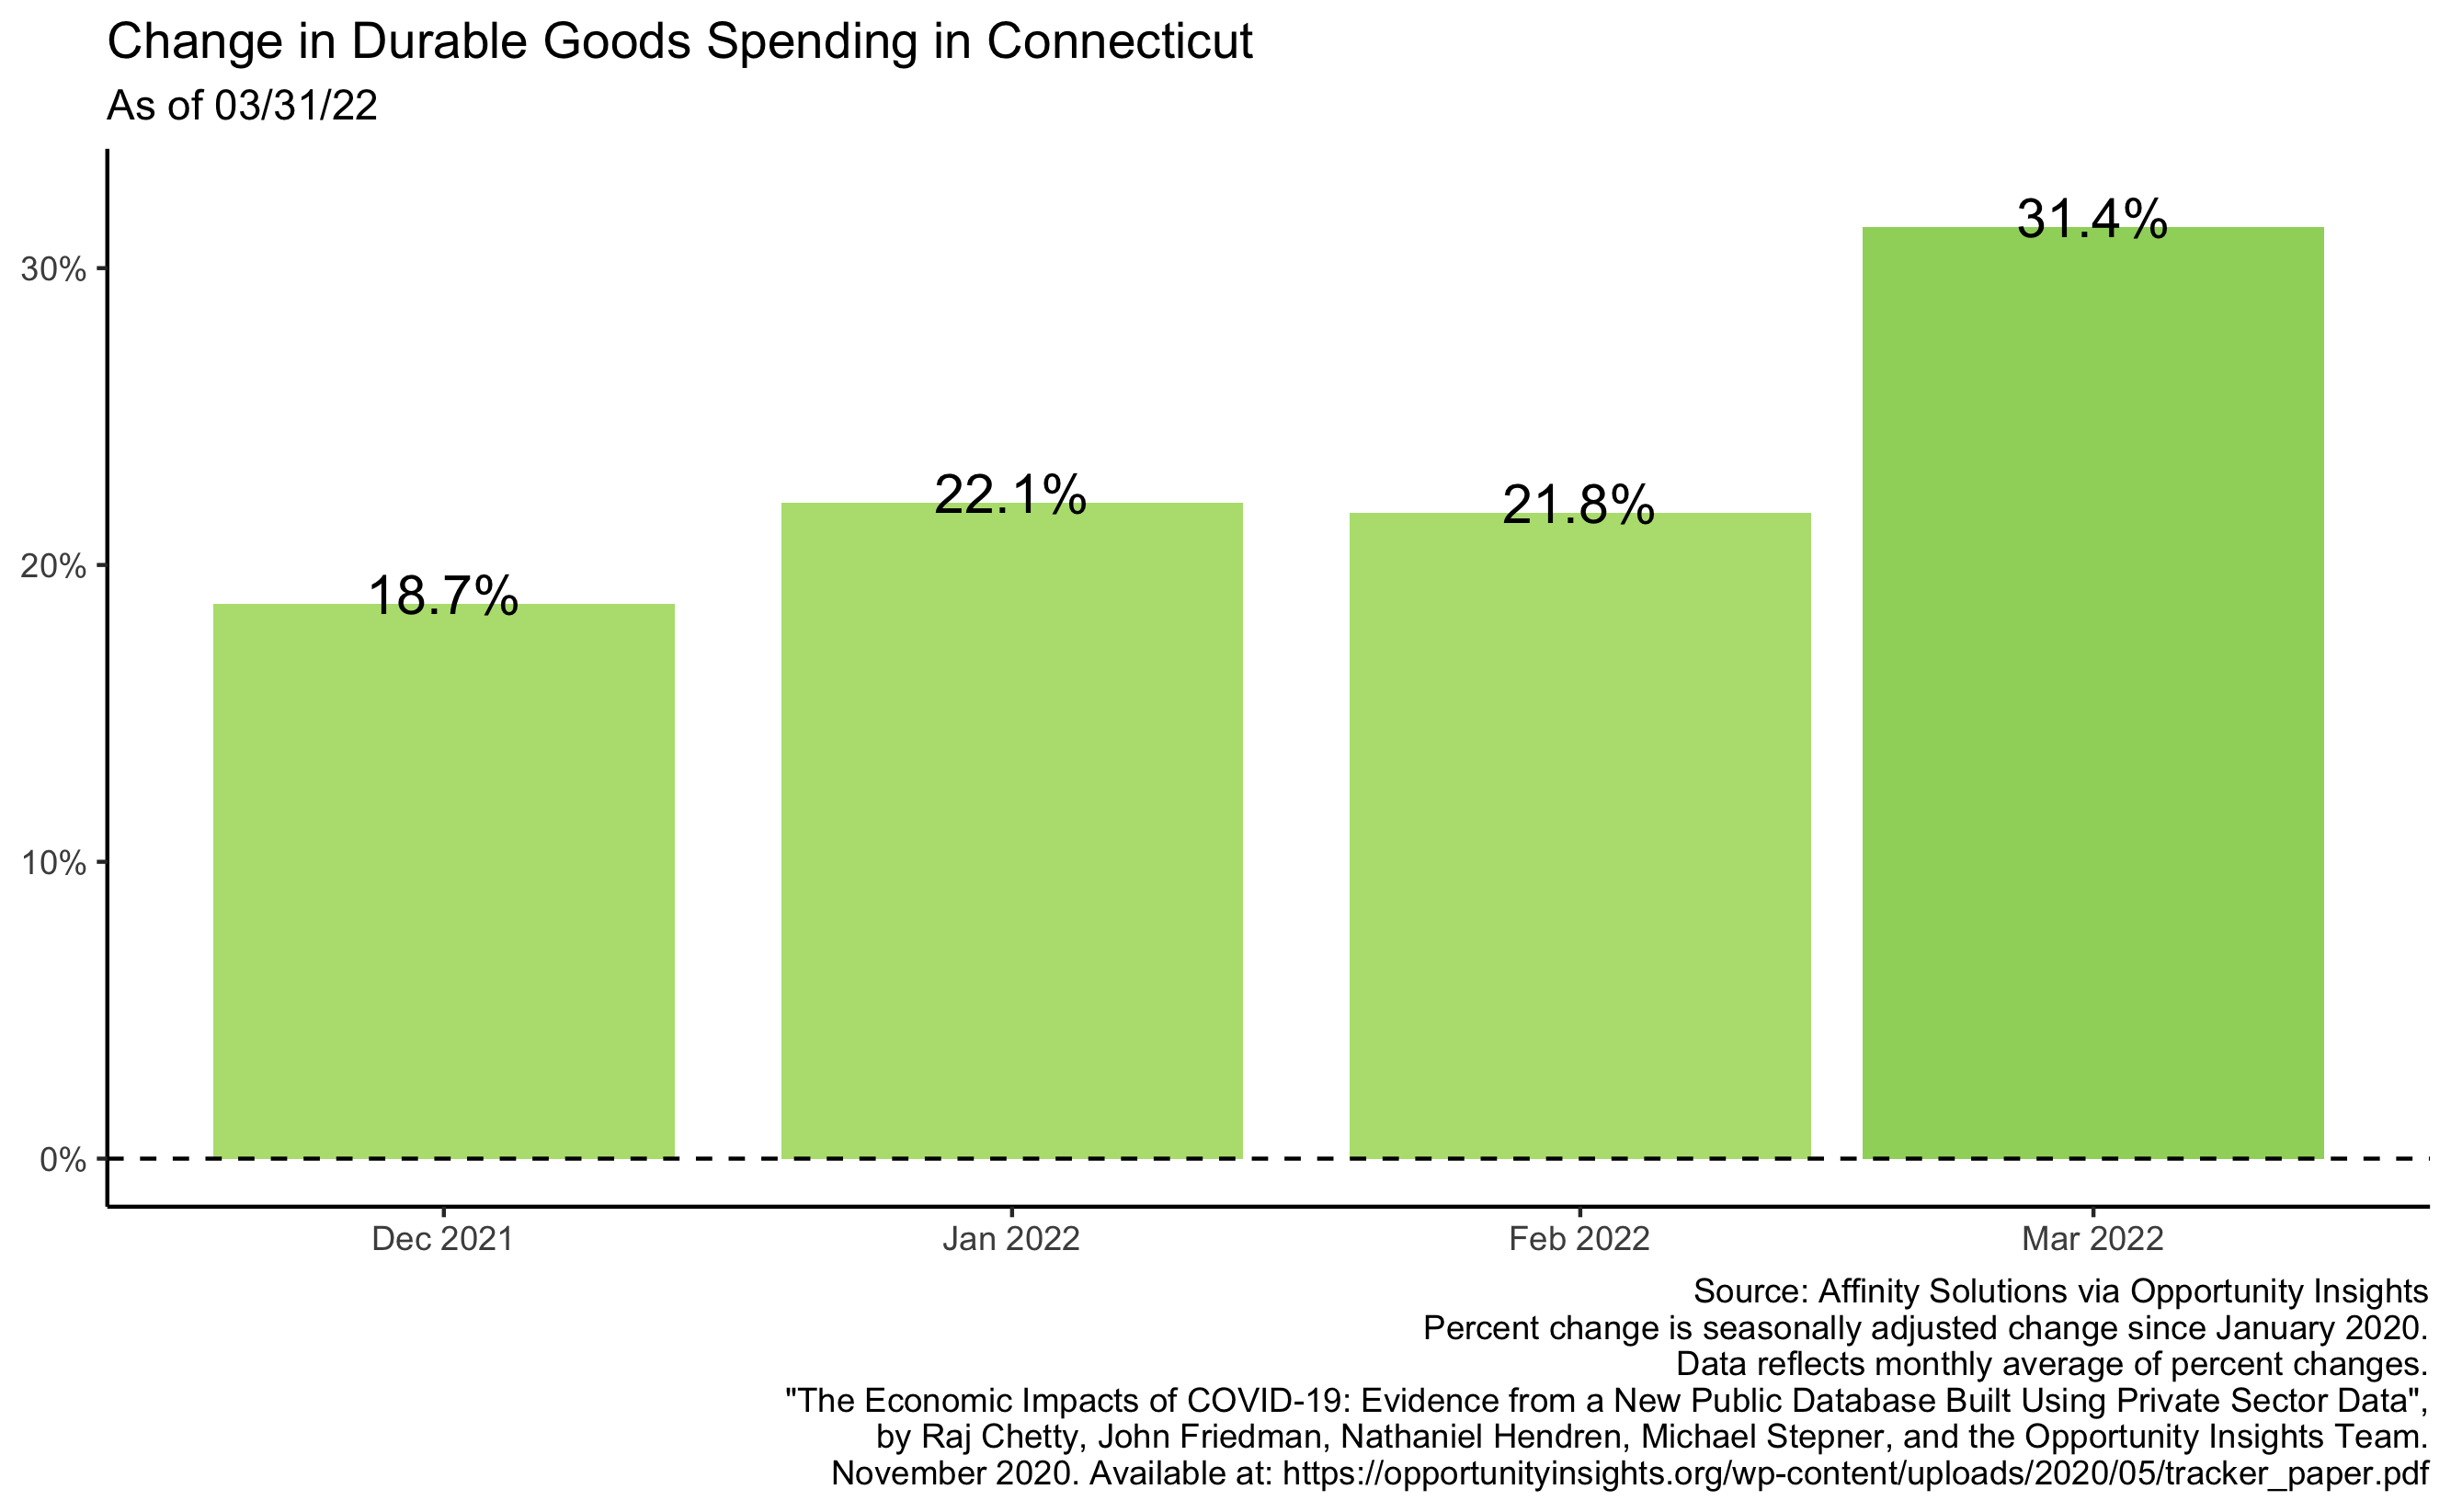 Change in Durable Goods Spending in Connecticut
As of 03/31/22
30%
20%
10%
0%
18.7%
22.1%
21.8%
31.4%
Dec 2021
Jan 2022
Feb 2022
Mar 2022
Source: Affinity Solutions via Opportunity Insights
Percent change is seasonally adjusted change since January 2020.
Data reflects monthly average of percent changes.
"The Economic Impacts of COVID-19: Evidence from a New Public Database Built Using Private Sector Data",
by Raj Chetty, John Friedman, Nathaniel Hendren, Michael Stepner, and the Opportunity Insights Team.
November 2020. Available at: https://opportunityinsights.org/wp-content/uploads/2020/05/tracker_paper.pdf